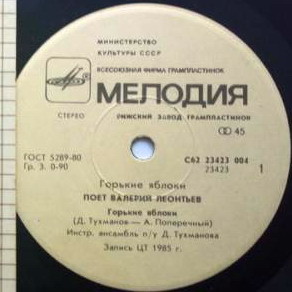 МИНИСТЕРСТВО
КУЛЬТУРЫ СССР
ВСЕСОЮЗНАЯ ФИРМА ГРАМПЛАСТИНОК
МЕЛОДИЯ
СТЕРЕО РИЖСКИЙ ЗАВОД ГРАМПЛАСТИНОК 45
ГОСТ 5289-80 С62 23423 004
Гр. 3. 0-90 23423 1
Горькие яблоки
ПОЕТ ВАЛЕРИЙ ЛЕОНТЬЕВ
Горькие яблоки
(Д. Тухманов — А. Поперечный)
Инстр. ансамбль п/у Д. Тухманова
Запись ЦТ 1985 г.